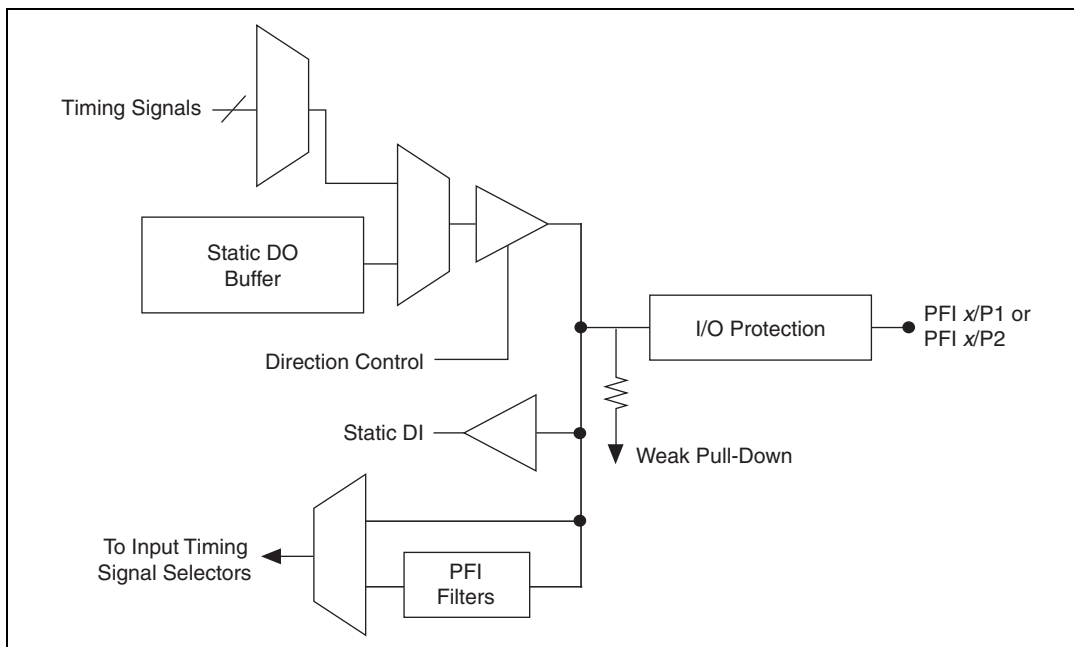 Timing Signals
Static DO
Buffer
Direction Control
I/O Protection
PFI x/P1 or
PFI x/P2
Static DI
Weak Pull-Down
To Input Timing
Signal Selectors
PFI
Filters